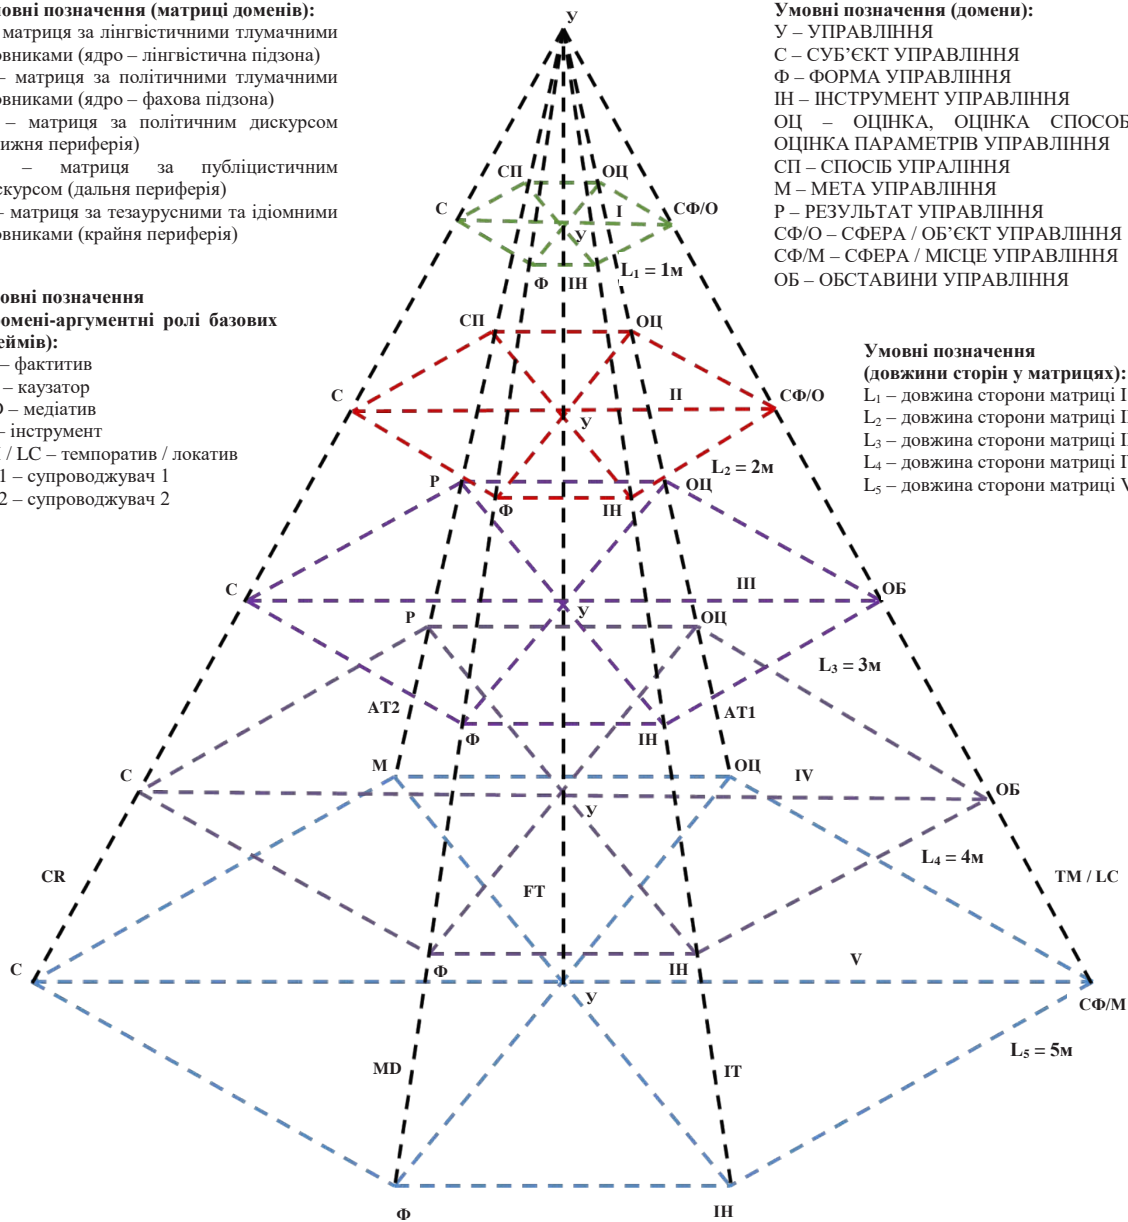 мовні позначення (матриці доменів):
матриця за лінгвістичними тлумачними
овниками (ядро – лінгвістична підзона)
– матриця за політичними тлумачними
овниками (ядро – фахова підзона)
– матриця за політичним дискурсом
ижня периферія)
– матриця за публіцистичним
скурсом (дальня периферія)
– матриця за тезаурусними та ідіомними
овниками (крайня периферія)
мовні позначення
ромені-аргументні ролі базових
еймів):
– фактитив
– каузатор
– медіатив
– інструмент
/ LC – темпоратив / локатив
1 – супроводжувач 1
2 – супроводжувач 2
Умовні позначення (домени):
У – УПРАВЛІННЯ
С – СУБ’ЄКТ УПРАВЛІННЯ
Ф – ФОРМА УПРАВЛІННЯ
ІН – ІНСТРУМЕНТ УПРАВЛІННЯ
ОЦ – ОЦІНКА, ОЦІНКА СПОСОБ
ОЦІНКА ПАРАМЕТРІВ УПРАВЛІННЯ
СП – СПОСІБ УПРАЛІННЯ
М – МЕТА УПРАВЛІННЯ
Р – РЕЗУЛЬТАТ УПРАВЛІННЯ
СФ/О – СФЕРА / ОБ’ЄКТ УПРАВЛІННЯ
СФ/М – СФЕРА / МІСЦЕ УПРАВЛІННЯ
ОБ – ОБСТАВИНИ УПРАВЛІННЯ
Умовні позначення
(довжини сторін у матрицях):
L₁ – довжина сторони матриці І
L₂ – довжина сторони матриці ІІ
L₃ – довжина сторони матриці ІІ
L₄ – довжина сторони матриці І
L₅ – довжина сторони матриці V
У
СП ОЦ
С І СФ/О
У
Ф ІН L₁ = 1м
СП ОЦ
С ІІ СФ/О
У
Р L₂ = 2м ОЦ
Ф ІН
С ІІІ ОБ
Р У ОЦ
L₃ = 3м
АТ2 АТ1
Ф ІН
М ОЦ
С IV ОБ
У
L₄ = 4м
CR FT TM / LC
С Ф ІН V
У СФ/М
L₅ = 5м
MD IT
Ф ІН